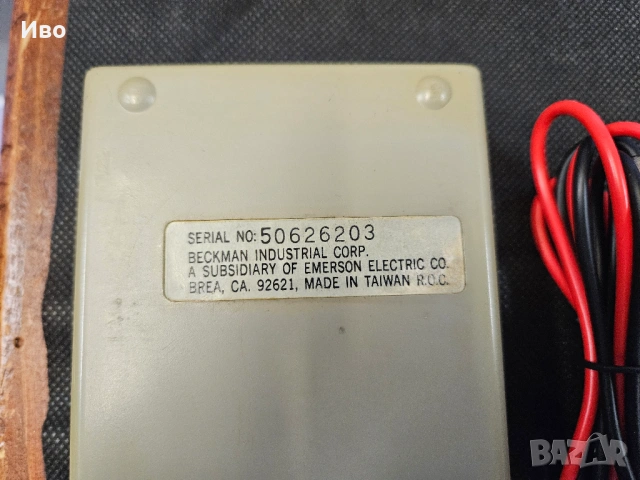 Иво
SERIAL NO: 50626203
BECKMAN INDUSTRIAL CORP.
A SUBSIDIARY OF EMERSON ELECTRIC CO.
BREA, CA. 92621, MADE IN TAIWAN R.O.C.
BAZAR